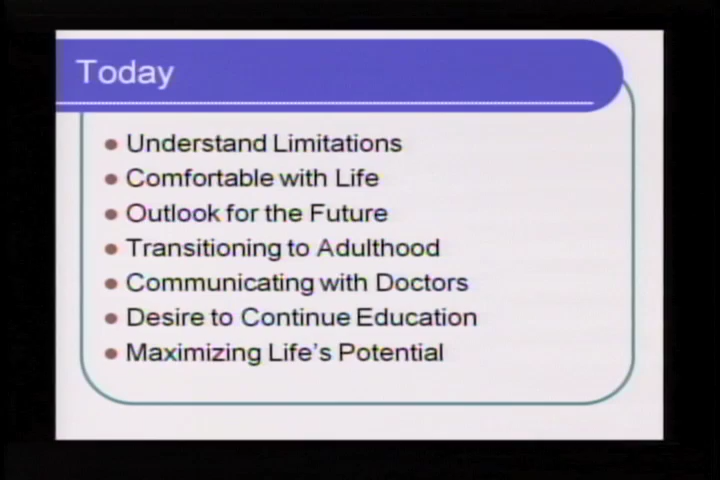 Today
Understand Limitations
Comfortable with Life
Outlook for the Future
Transitioning to Adulthood
Communicating with Doctors
Desire to Continue Education
Maximizing Life's Potential